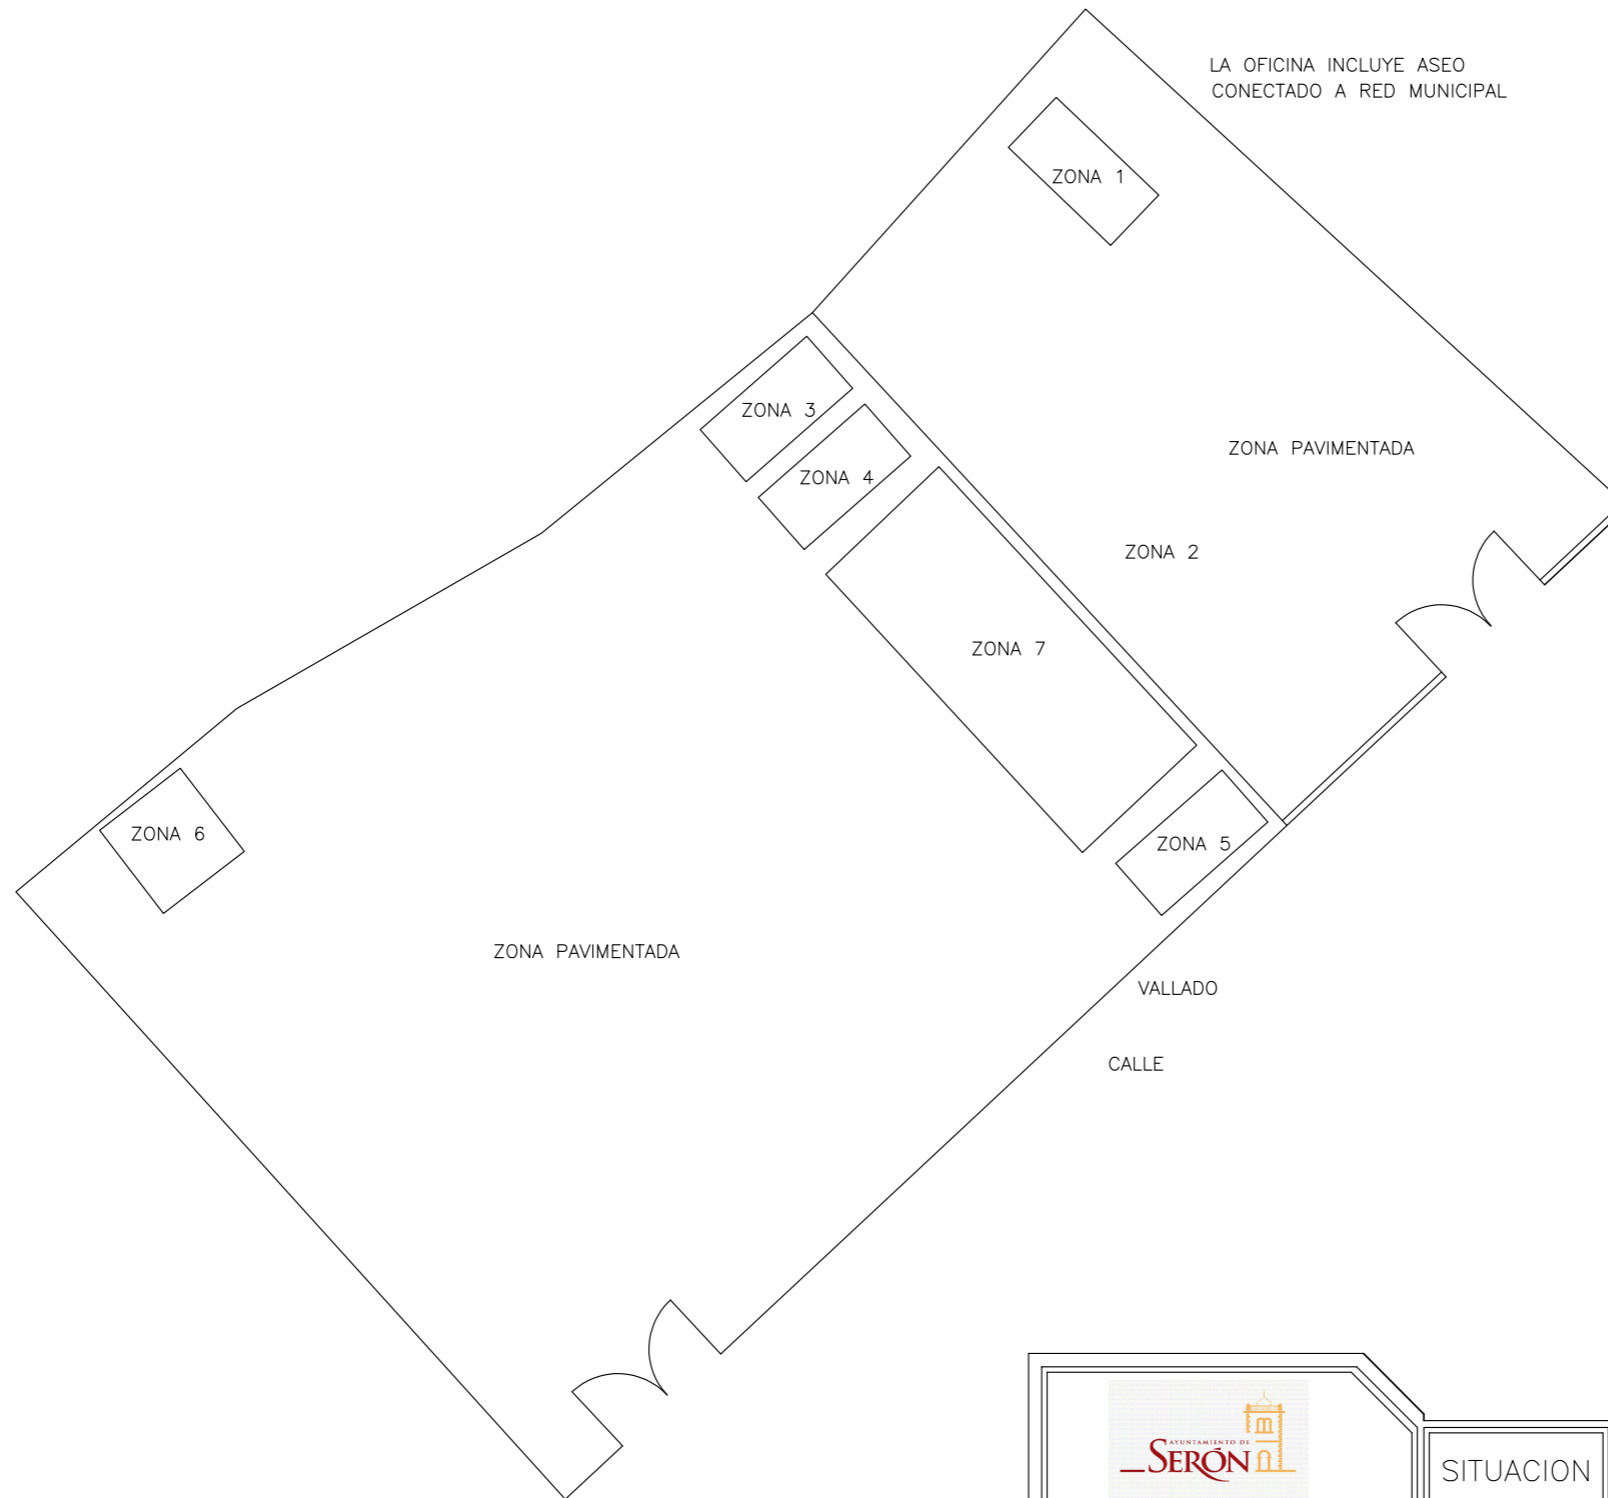 LA OFICINA INCLUYE ASEO
CONECTADO A RED MUNICIPAL
ZONA 1
ZONA 3
ZONA PAVIMENTADA
ZONA 4
ZONA 2
ZONA 7
ZONA 6
ZONA 5
ZONA PAVIMENTADA
VALLADO
CALLE
AYUNTAMIENTO DE
SERÓN
SITUACION